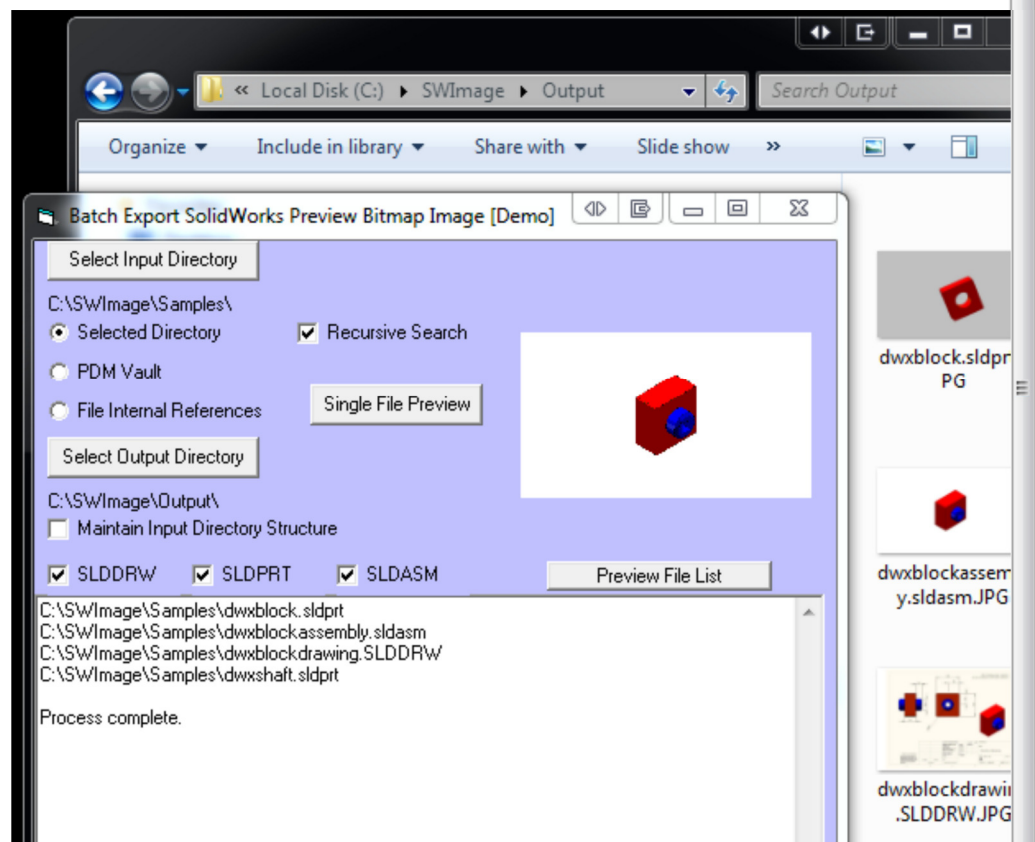 « Local Disk (C:) ▸ SWImage ▸ Output
Search Output
Organize Include in library Share with Slide show »
Batch Export SolidWorks Preview Bitmap Image [Demo]
Select Input Directory
C:\SWImage\Samples\
Selected Directory Recursive Search
PDM Vault
File Internal References Single File Preview
Select Output Directory
C:\SWImage\Output\
Maintain Input Directory Structure
SLDDRW SLDPRT SLDASM Preview File List
C:\SWImage\Samples\dwxblock.sldprt
C:\SWImage\Samples\dwxblockassembly.sldasm
C:\SWImage\Samples\dwxblockdrawing.SLDDRW
C:\SWImage\Samples\dwxshaft.sldprt
Process complete.
dwxblock.sldpr
PG
dwxblockassem
y.sldasm.JPG
dwxblockdrawi
.SLDDRW.JPG